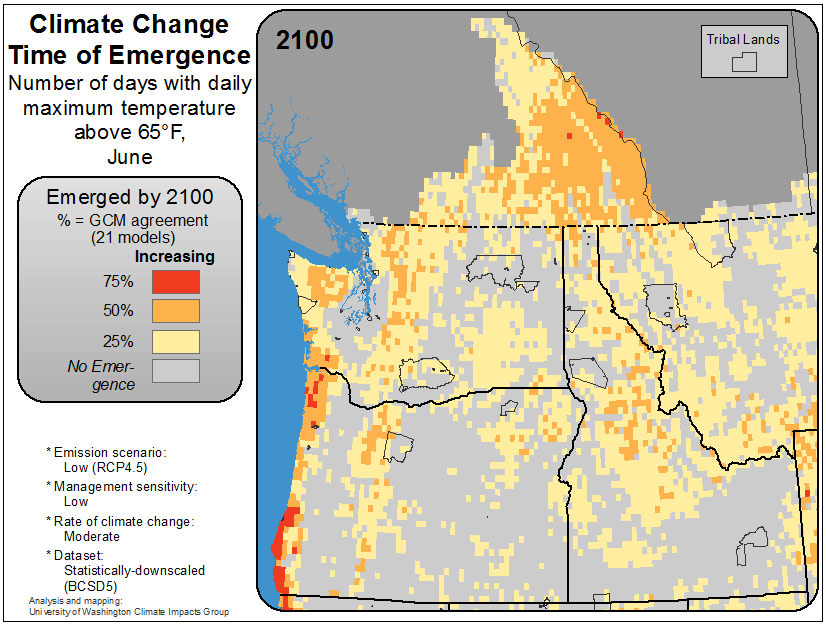 Climate Change
Time of Emergence
Number of days with daily
maximum temperature
above 65°F,
June
Emerged by 2100
% = GCM agreement
(21 models)
Increasing
75%
50%
25%
No Emer-
gence
* Emission scenario:
Low (RCP4.5)
* Management sensitivity:
Low
* Rate of climate change:
Moderate
* Dataset:
Statistically-downscaled
(BCSD5)
Analysis and mapping:
University of Washington Climate Impacts Group
2100
Tribal Lands